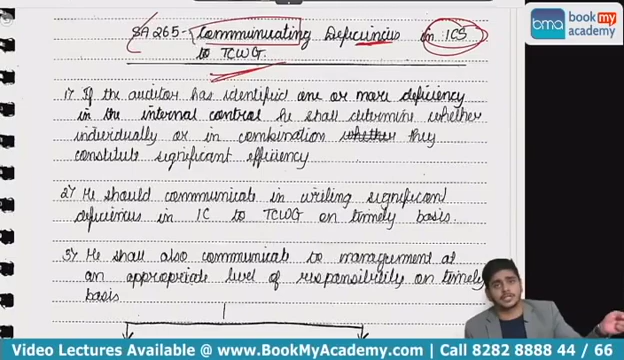 SA 265 - Communicating Deficiencies in ICS
to TCWG
bma book my academy
1) If the auditor has identified one or more deficiency
in the internal control he shall determine whether
individually or in combination whether they
constitute significant efficiency
2) He should communicate in writing significant
deficiencies in IC to TCWG on timely basis.
3) He shall also communicate to management at
an appropriate level of responsibility on timely
basis
Video Lectures Available @ www.BookMyAcademy.com | Call 8282 8888 44 / 66